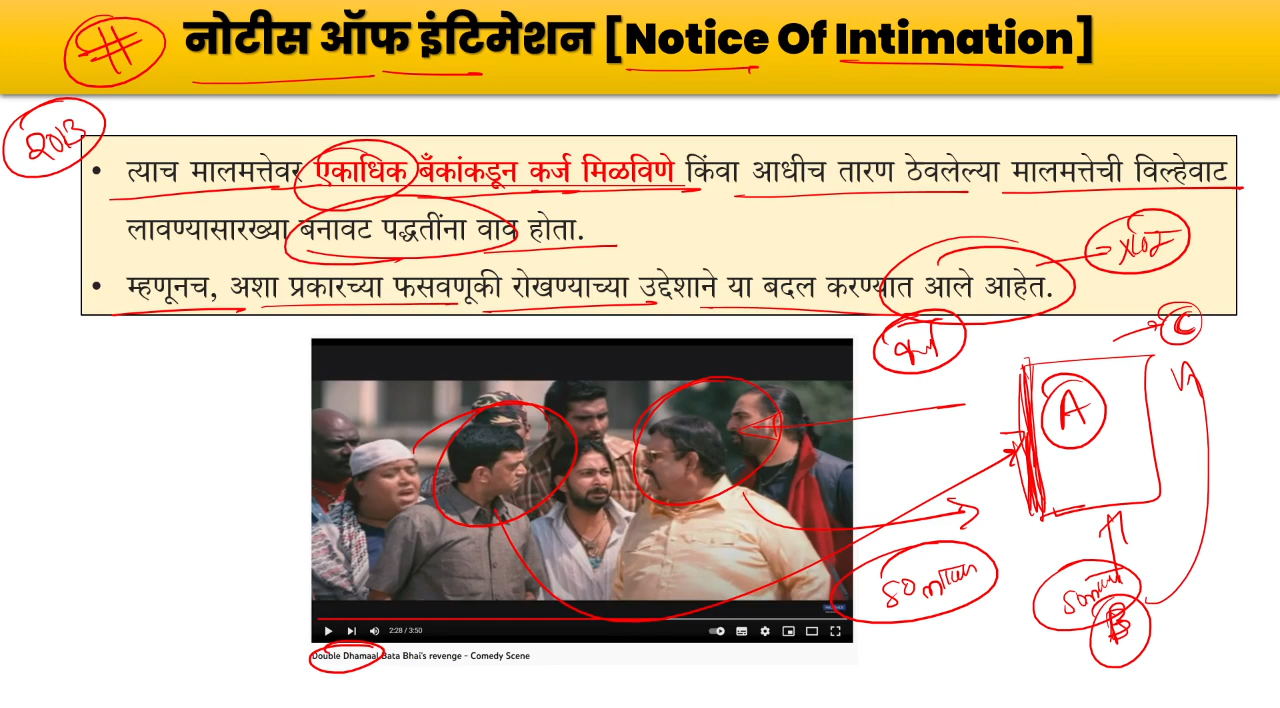 नोटीस ऑफ इंटिमेशन [Notice Of Intimation]
२०१३
• त्याच मालमत्तेवर एकाधिक बँकांकडून कर्ज मिळविणे किंवा आधीच तारण ठेवलेल्या मालमत्तेची विल्हेवाट
लावण्यासारख्या बनावट पद्धतींना वाव होता.
• म्हणूनच, अशा प्रकारच्या फसवणूकी रोखण्याच्या उद्देशाने या बदल करण्यात आले आहेत.
C
A
B
2:28 / 3:50
Double Dhamaal Bata Bhai's revenge - Comedy Scene